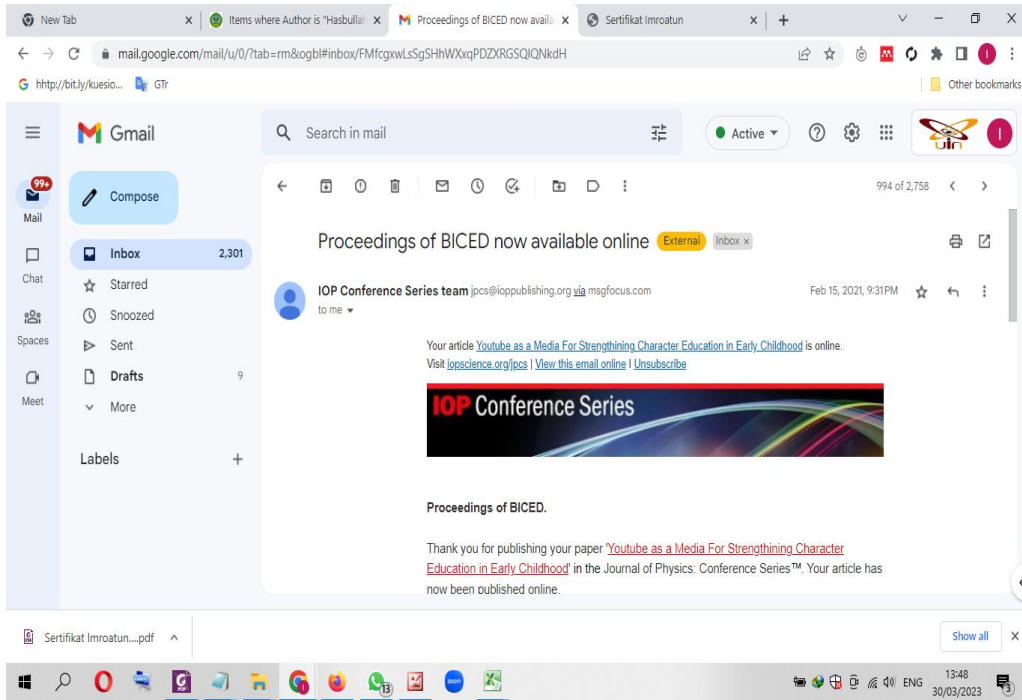 New Tab
Items where Author is "Hasbullah
Proceedings of BICED now availa
Sertifikat Imroatun
mail.google.com/mail/u/0/?tab=rm&ogbl#inbox/FMfcgxwLsSgSHhWXxqPDZXRGSQlQNkdH
hhtp://bit.ly/kuesio...
GTr
Other bookmarks
Gmail
Search in mail
Active
uin
I
99+
Mail
Compose
994 of 2,758
Proceedings of BICED now available online External Inbox x
Inbox 2,301
Chat
Starred
IOP Conference Series team jpcs@ioppublishing.org via msgfocus.com
Feb 15, 2021, 9:31 PM
to me
Snoozed
Spaces
Sent
Your article Youtube as a Media For Strengthining Character Education in Early Childhood is online.
Visit iopscience.org/jpcs | View this email online | Unsubscribe
Drafts 9
Meet
More
IOP Conference Series
Labels
Proceedings of BICED.
Thank you for publishing your paper 'Youtube as a Media For Strengthining Character
Education in Early Childhood' in the Journal of Physics: Conference Series™. Your article has
now been published online.
Sertifikat Imroatun....pdf
Show all
13
zoom
ENG
13:48
30/03/2023
3